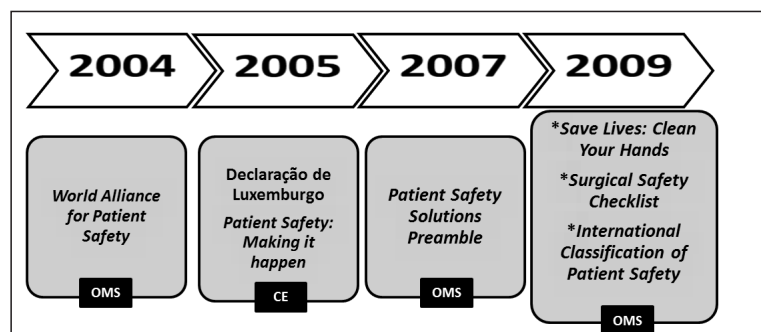 2004
2005
2007
2009
World Alliance
for Patient
Safety
OMS
Declaração de
Luxemburgo
Patient Safety:
Making it
happen
CE
Patient Safety
Solutions
Preamble
OMS
*Save Lives: Clean
Your Hands
*Surgical Safety
Checklist
*International
Classification of
Patient Safety
OMS